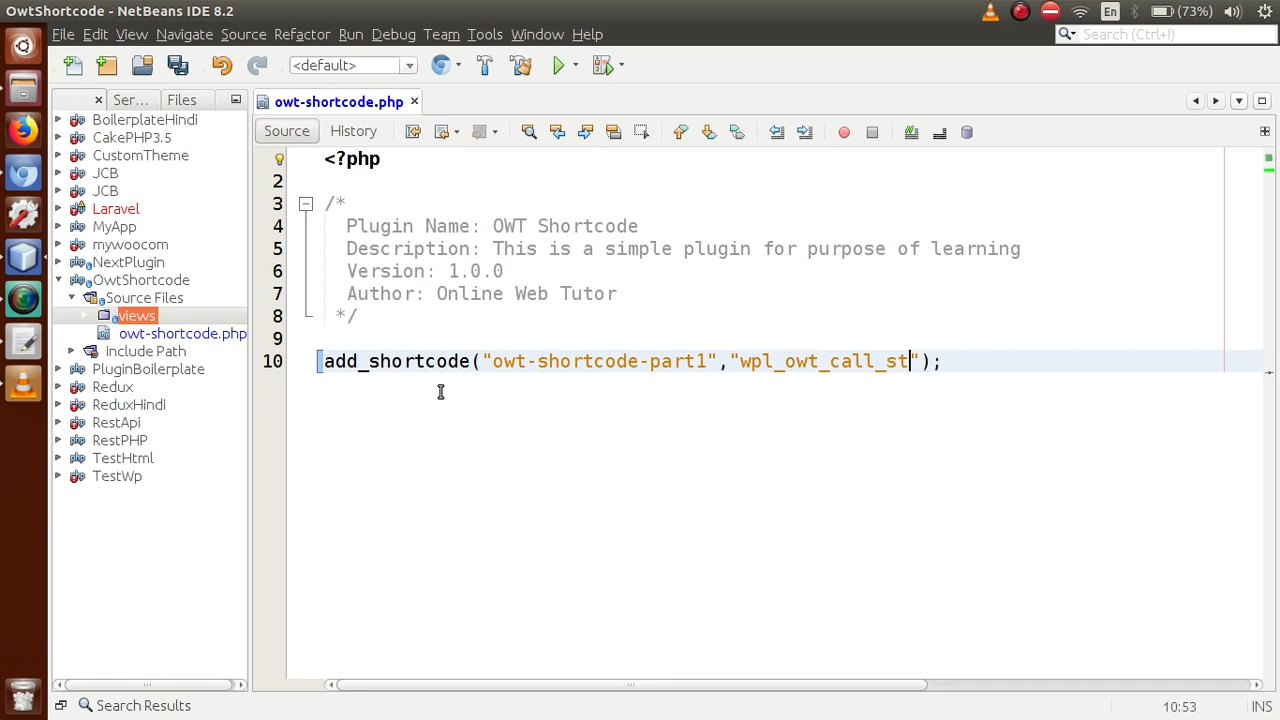 OwtShortcode - NetBeans IDE 8.2
En
(73%)
File Edit View Navigate Source Refactor Run Debug Team Tools Window Help
Search (Ctrl+I)
<default>
Ser... Files
owt-shortcode.php
Source History
BoilerplateHindi
CakePHP3.5
CustomTheme
JCB
JCB
Laravel
MyApp
mywoocom
NextPlugin
OwtShortcode
Source Files
views
owt-shortcode.php
Include Path
PluginBoilerplate
Redux
ReduxHindi
RestApi
RestPHP
TestHtml
TestWp
<?php
2
3 /*
4 Plugin Name: OWT Shortcode
5 Description: This is a simple plugin for purpose of learning
6 Version: 1.0.0
7 Author: Online Web Tutor
8 */
9
10 add_shortcode("owt-shortcode-part1","wpl_owt_call_st");
Search Results
10:53 INS